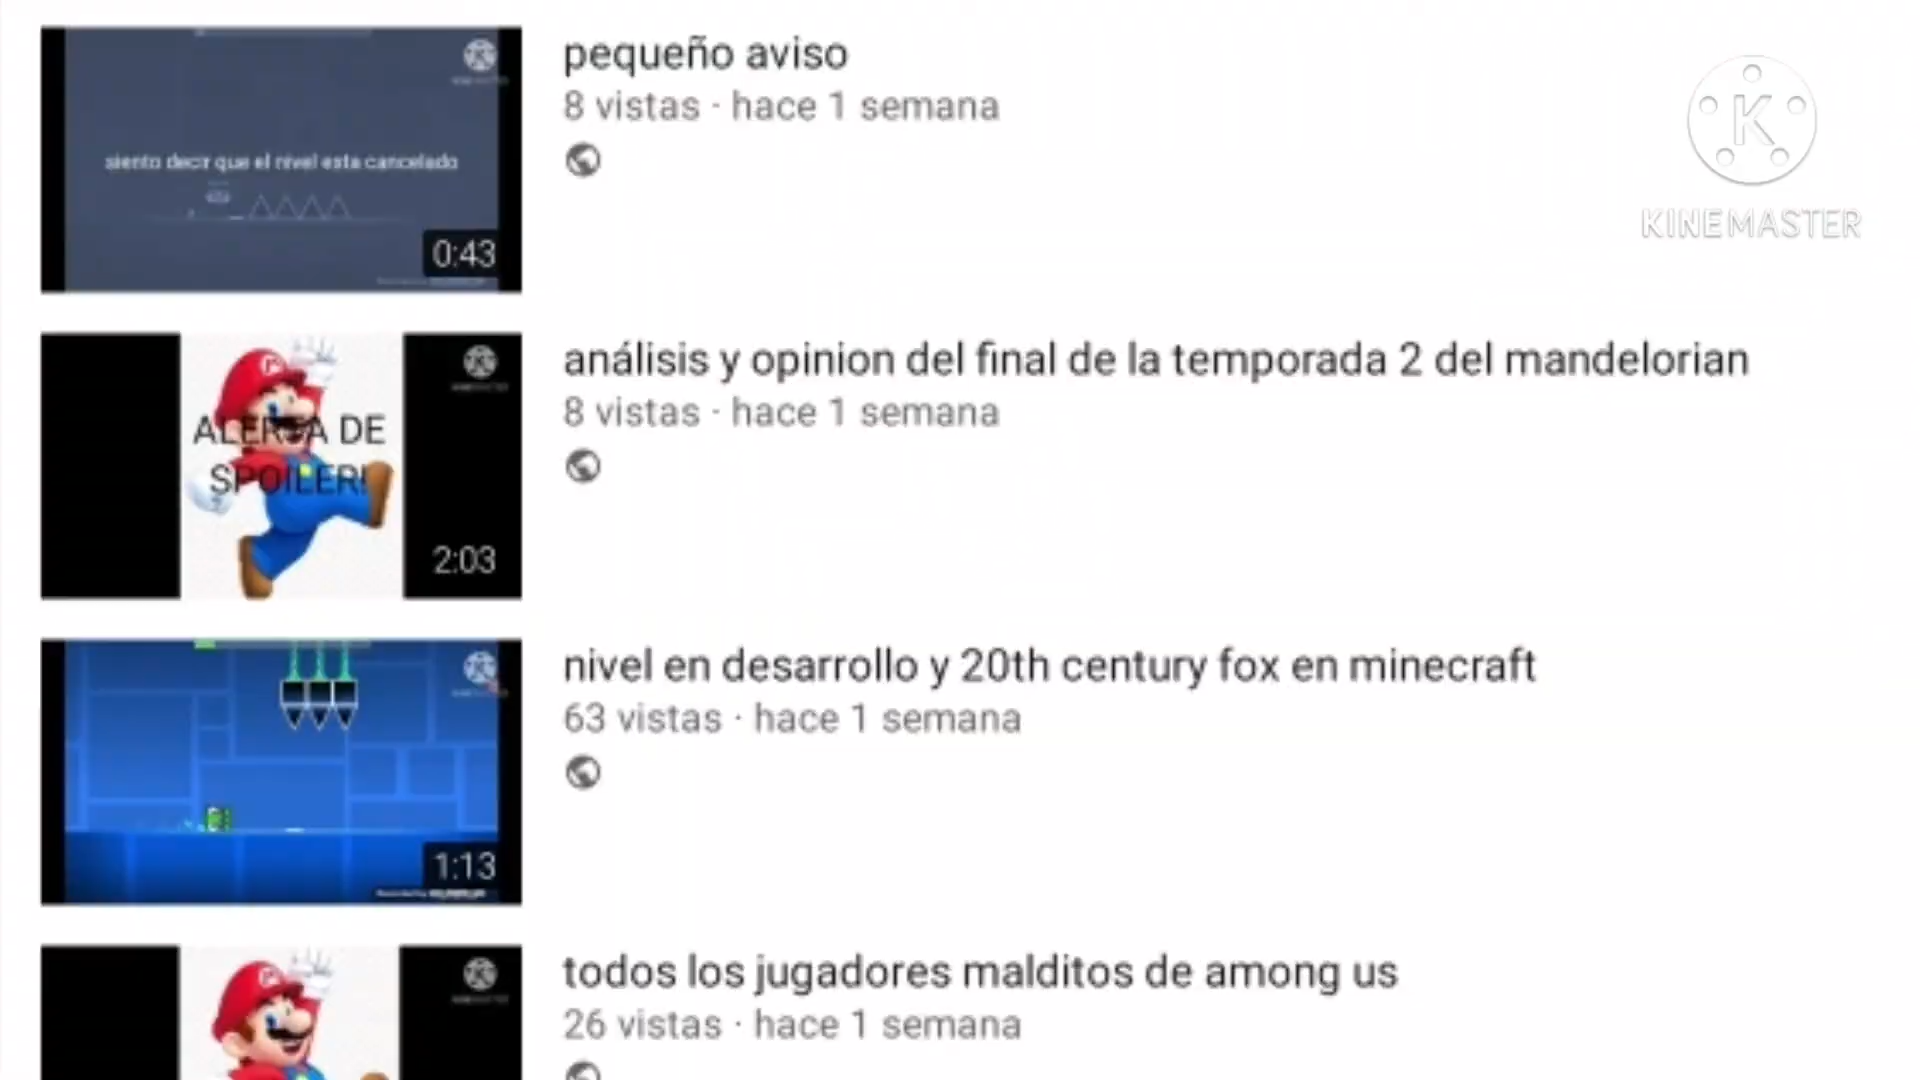 pequeño aviso
8 vistas · hace 1 semana
KINEMASTER
siento decir que el nivel esta cancelado
0:43
análisis y opinion del final de la temporada 2 del mandelorian
8 vistas · hace 1 semana
ALERTA DE
SPOILER!
2:03
nivel en desarrollo y 20th century fox en minecraft
63 vistas · hace 1 semana
1:13
todos los jugadores malditos de among us
26 vistas · hace 1 semana